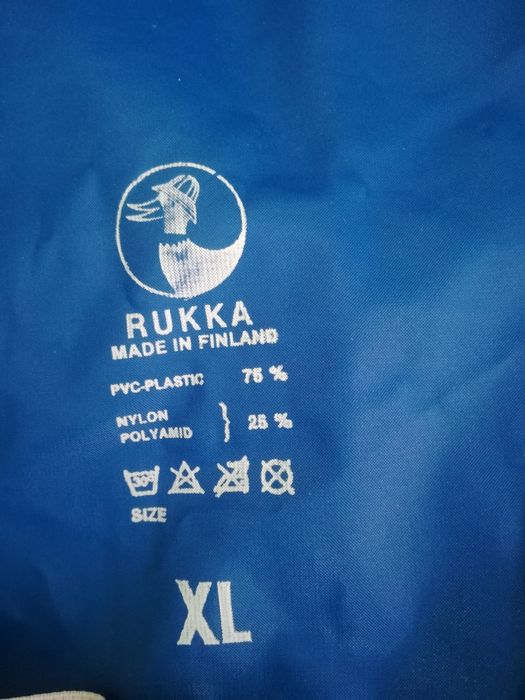 RUKKA
MADE IN FINLAND
PVC-PLASTIC 75 %
NYLON
POLYAMID } 25 %
30°
SIZE
XL